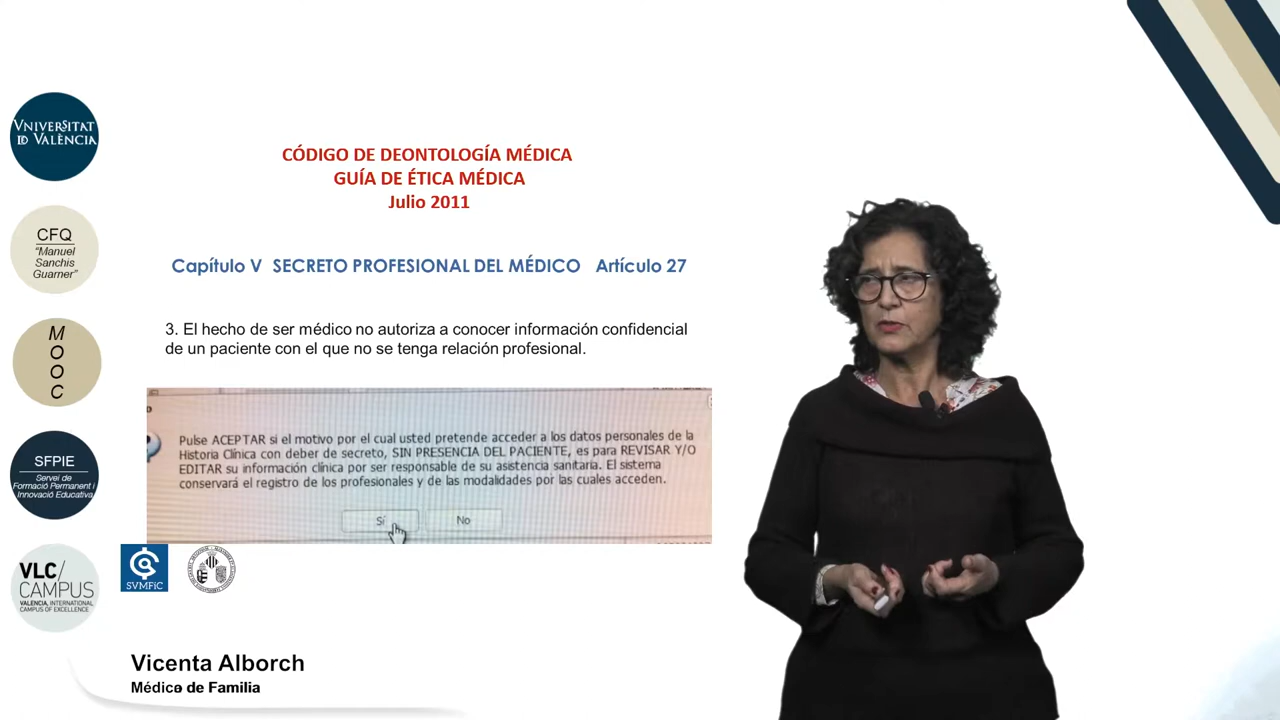 VNIVERSITAT
ID VALÈNCIA
CFQ
"Manuel
Sanchis
Guarner"
M
O
O
C
SFPIE
Servei de
Formació Permanent i
Innovació Educativa
VLC/
CAMPUS
VALENCIA, INTERNATIONAL
CAMPUS OF EXCELLENCE
CÓDIGO DE DEONTOLOGÍA MÉDICA
GUÍA DE ÉTICA MÉDICA
Julio 2011
Capítulo V SECRETO PROFESIONAL DEL MÉDICO Artículo 27
3. El hecho de ser médico no autoriza a conocer información confidencial
de un paciente con el que no se tenga relación profesional.
Pulse ACEPTAR si el motivo por el cual usted pretende acceder a los datos personales de la
Historia Clínica con deber de secreto, SIN PRESENCIA DEL PACIENTE, es para REVISAR Y/O
EDITAR su información clínica por ser responsable de su asistencia sanitaria. El sistema
conservará el registro de los profesionales y de las modalidades por las cuales acceden.
Sí No
SVMFiC
Vicenta Alborch
Médico de Familia